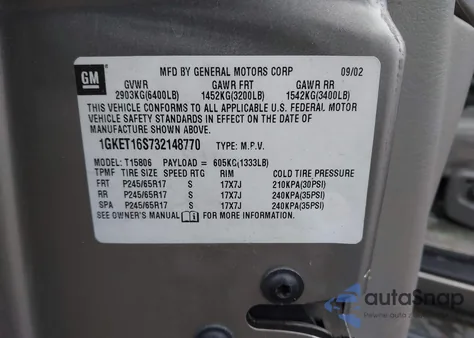 GM
MFD BY GENERAL MOTORS CORP 09/02
GVWR GAWR FRT GAWR RR
2903KG(6400LB) 1452KG(3200LB) 1542KG(3400LB)
THIS VEHICLE CONFORMS TO ALL APPLICABLE U.S. FEDERAL MOTOR
VEHICLE SAFETY STANDARDS IN EFFECT ON THE DATE OF
MANUFACTURE SHOWN ABOVE.
1GKET16S732148770 TYPE: M.P.V.
MODEL: T15806 PAYLOAD = 605KG(1333LB)
TPMF TIRE SIZE SPEED RTG RIM COLD TIRE PRESSURE
FRT P245/65R17 S 17X7J 210KPA(30PSI)
RR P245/65R17 S 17X7J 240KPA(35PSI)
SPA P245/65R17 S 17X7J 240KPA(35PSI)
SEE OWNER'S MANUAL i FOR MORE INFORMATION.
autoSnap